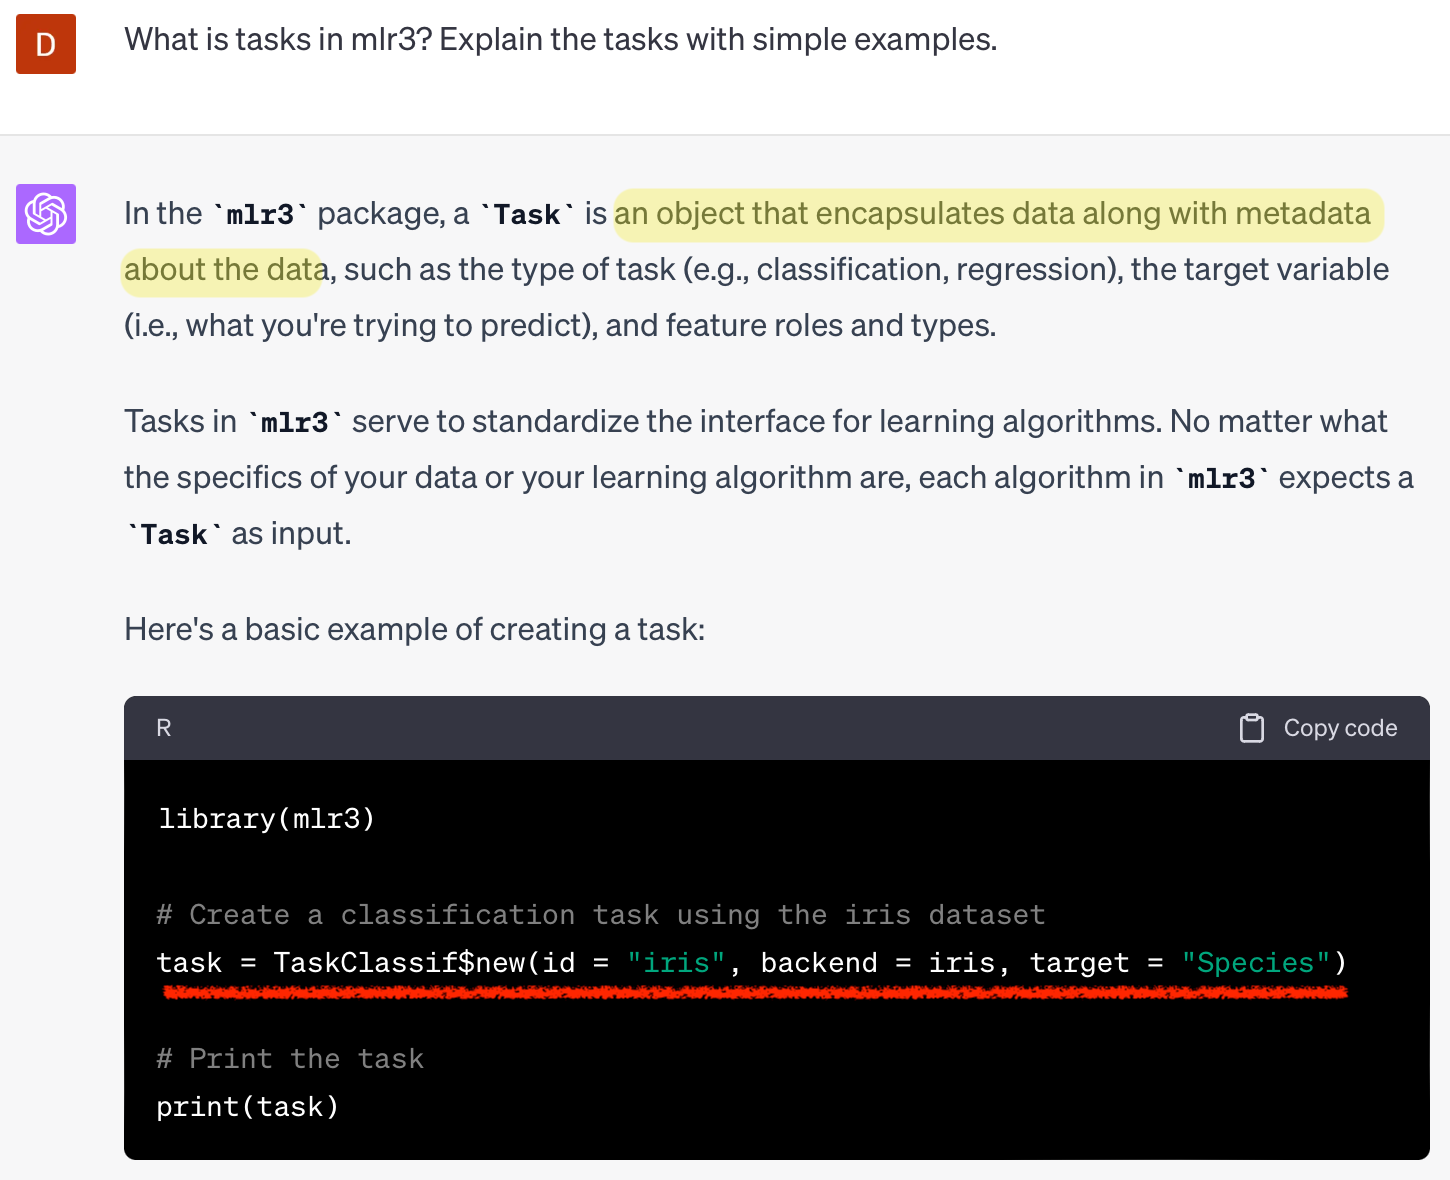 D
What is tasks in mlr3? Explain the tasks with simple examples.
In the `mlr3` package, a `Task` is an object that encapsulates data along with metadata
about the data, such as the type of task (e.g., classification, regression), the target variable
(i.e., what you're trying to predict), and feature roles and types.
Tasks in `mlr3` serve to standardize the interface for learning algorithms. No matter what
the specifics of your data or your learning algorithm are, each algorithm in `mlr3` expects a
`Task` as input.
Here's a basic example of creating a task:
R
Copy code
library(mlr3)
# Create a classification task using the iris dataset
task = TaskClassif$new(id = "iris", backend = iris, target = "Species")
# Print the task
print(task)